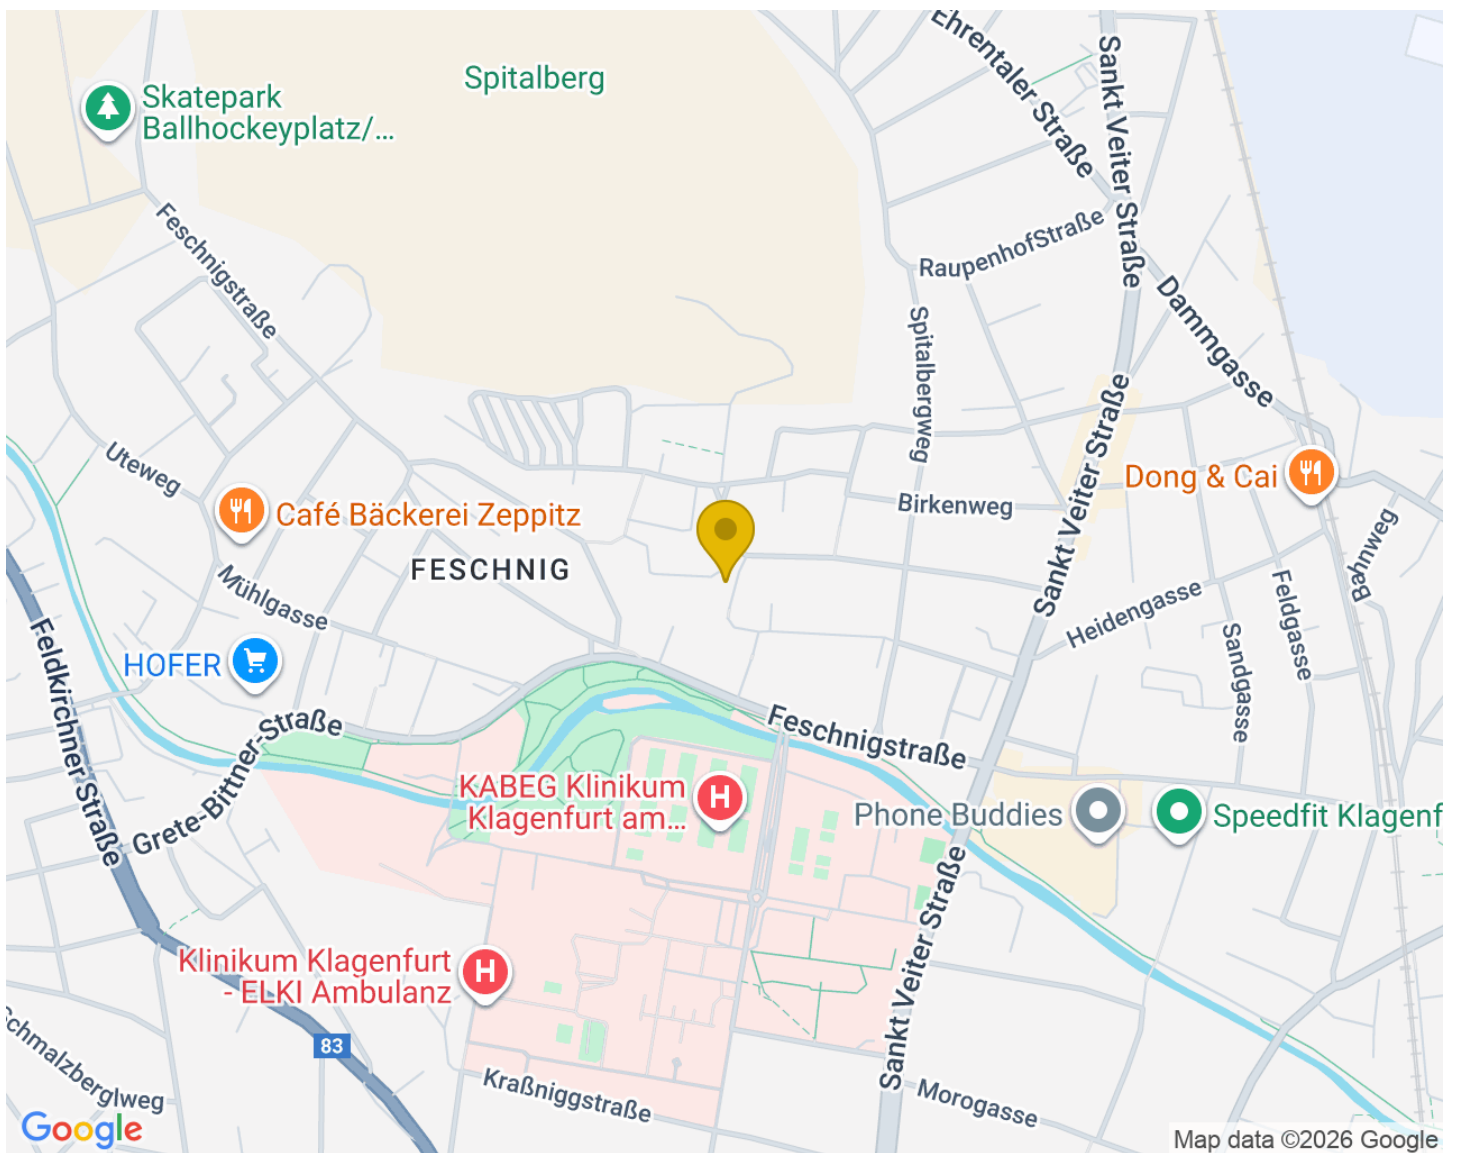 Ehrentaler Straße
Sankt Veiter Straße
Spitalberg
Skatepark
Ballhockeyplatz/...
Feschnigstraße
RaupenhofStraße
Dammgasse
Spitalbergweg
Uteweg
Birkenweg
Dong & Cai
Sankt Veiter Straße
Café Bäckerei Zeppitz
FESCHNIG
Bahnweg
Mühlgasse
Heidengasse
Feldgasse
Sandgasse
HOFER
Feldkirchner Straße
Grete-Bittner-Straße
Feschnigstraße
KABEG Klinikum
Klagenfurt am...
Phone Buddies
Speedfit Klagenf
Sankt Veiter Straße
Klinikum Klagenfurt
- ELKI Ambulanz
83
Schmalzberglweg
Kraßniggstraße
Morogasse
Google
Map data ©2026 Google